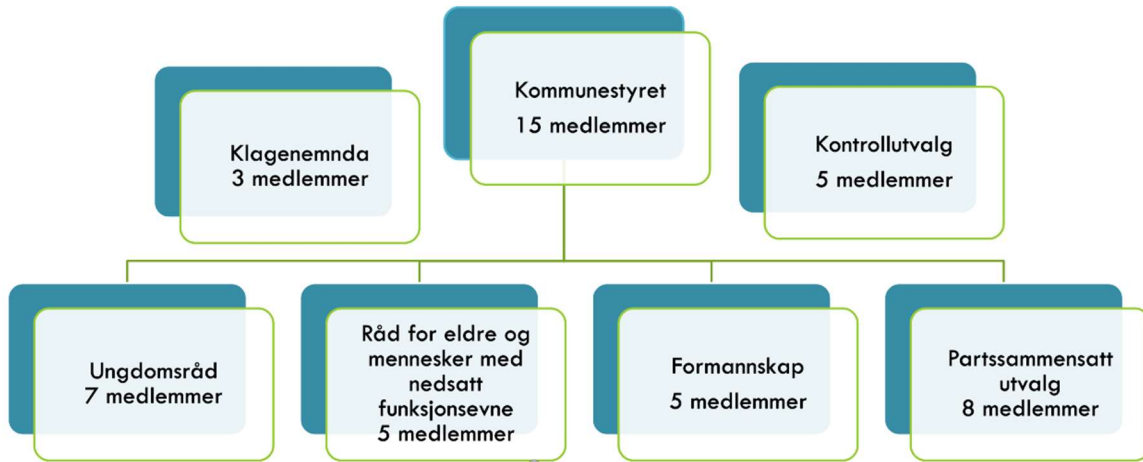 Kommunestyret
15 medlemmer
Klagenemnda
3 medlemmer
Kontrollutvalg
5 medlemmer
Ungdomsråd
7 medlemmer
Råd for eldre og
mennesker med
nedsatt
funksjonsevne
5 medlemmer
Formannskap
5 medlemmer
Partssammensatt
utvalg
8 medlemmer